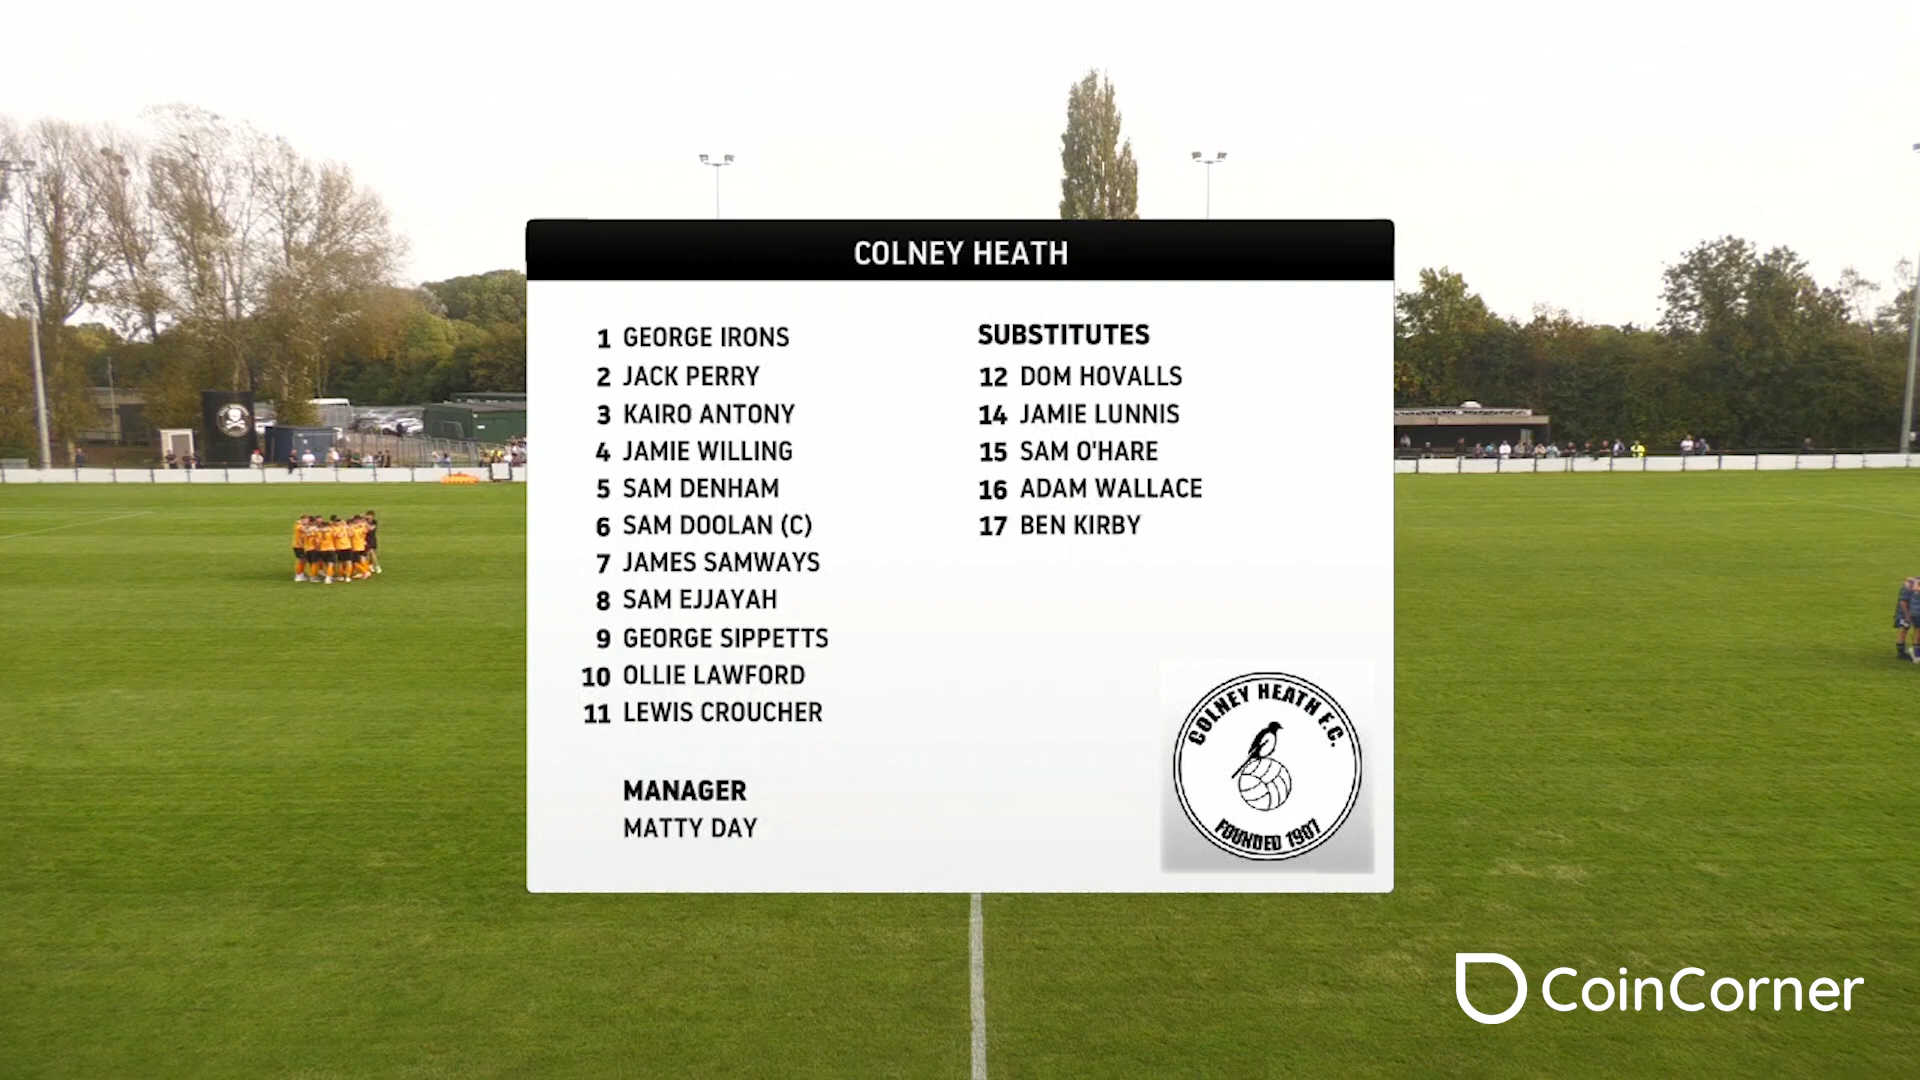 COLNEY HEATH
1 GEORGE IRONS
2 JACK PERRY
3 KAIRO ANTONY
4 JAMIE WILLING
5 SAM DENHAM
6 SAM DOOLAN (C)
7 JAMES SAMWAYS
8 SAM EJJAYAH
9 GEORGE SIPPETTS
10 OLLIE LAWFORD
11 LEWIS CROUCHER
MANAGER
MATTY DAY
SUBSTITUTES
12 DOM HOVALLS
14 JAMIE LUNNIS
15 SAM O'HARE
16 ADAM WALLACE
17 BEN KIRBY
COLNEY HEATH F.C.
FOUNDED 1907
CoinCorner